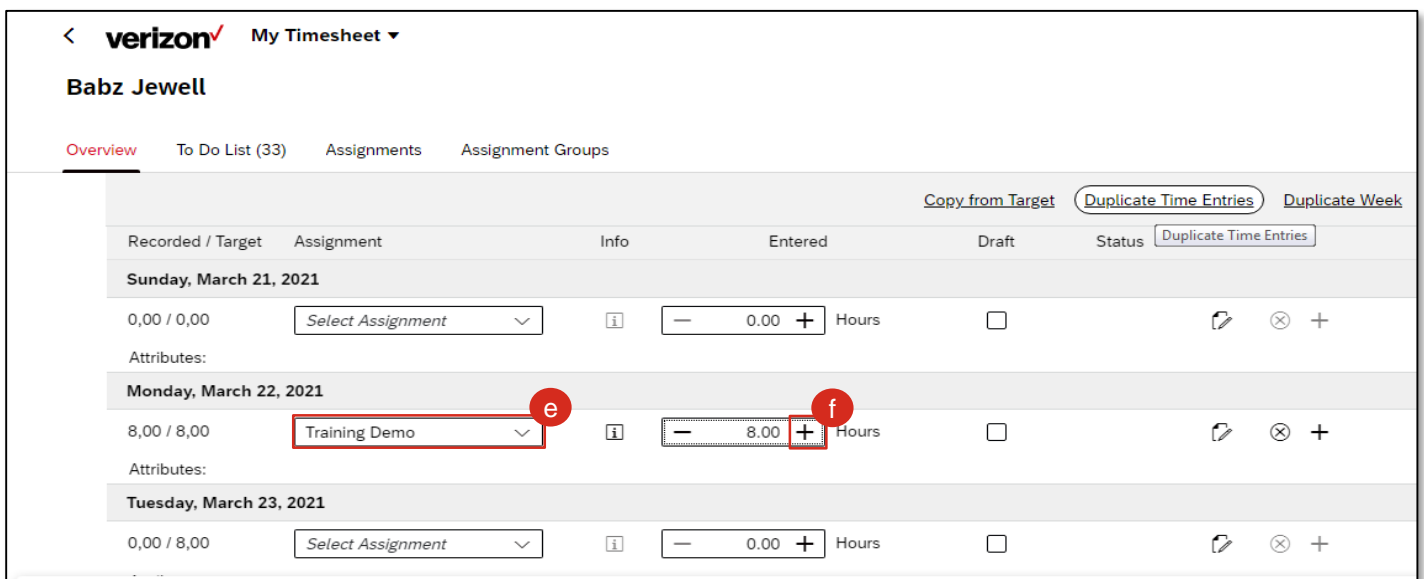 verizon My Timesheet
Babz Jewell
Overview To Do List (33) Assignments Assignment Groups
Copy from Target Duplicate Time Entries Duplicate Week
Recorded / Target Assignment Info Entered Draft Status Duplicate Time Entries
Sunday, March 21, 2021
0,00 / 0,00 Select Assignment i 0.00 Hours
Attributes:
Monday, March 22, 2021
e f
8,00 / 8,00 Training Demo i 8.00 Hours
Attributes:
Tuesday, March 23, 2021
0,00 / 8,00 Select Assignment i 0.00 Hours